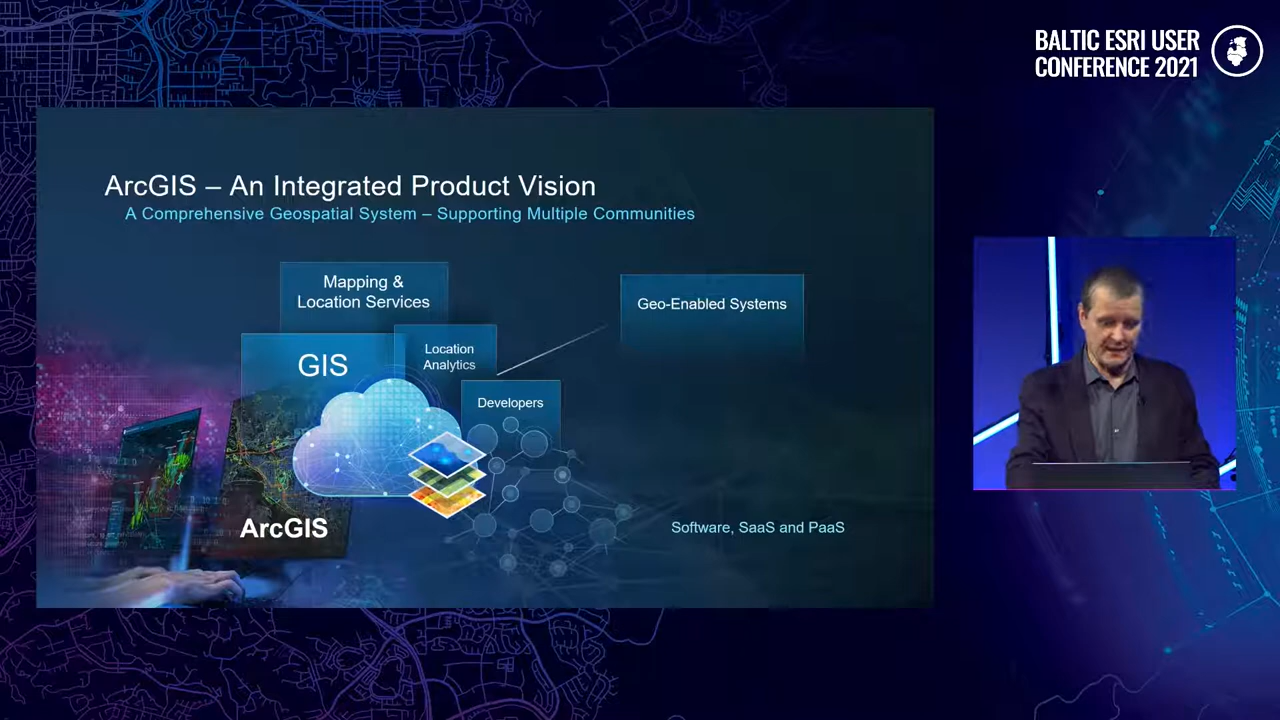 BALTIC ESRI USER
CONFERENCE 2021
ArcGIS – An Integrated Product Vision
A Comprehensive Geospatial System – Supporting Multiple Communities
Mapping &
Location Services
Geo-Enabled Systems
GIS
Location
Analytics
Developers
ArcGIS
Software, SaaS and PaaS